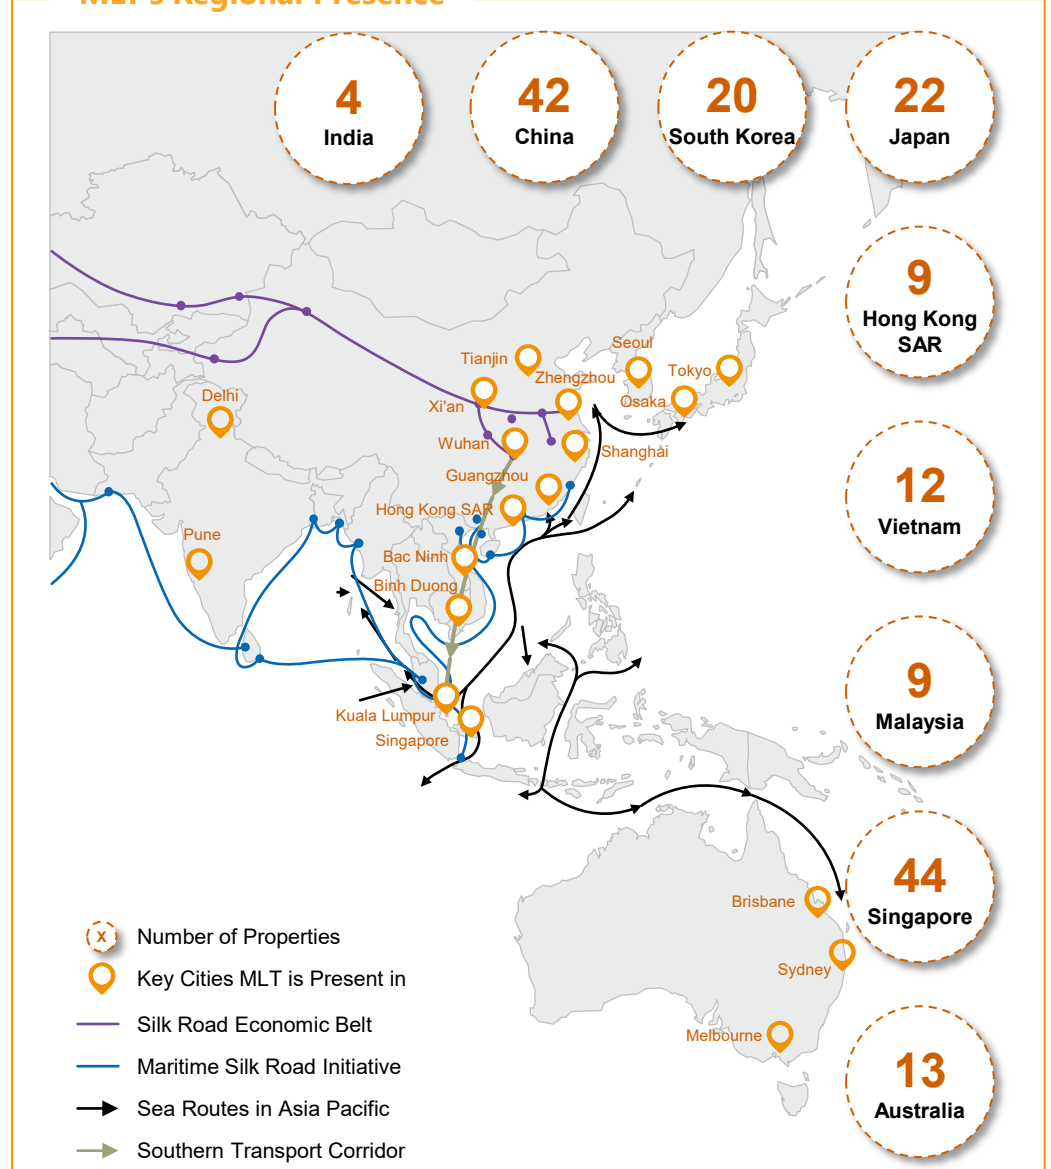 MLT's Regional Presence
4
India
42
China
20
South Korea
22
Japan
9
Hong Kong
SAR
12
Vietnam
9
Malaysia
44
Singapore
13
Australia
Seoul
Tianjin
Zhengzhou
Tokyo
Delhi
Xi'an
Osaka
Wuhan
Shanghai
Guangzhou
Hong Kong SAR
Pune
Bac Ninh
Binh Duong
Kuala Lumpur
Singapore
Brisbane
Sydney
Melbourne
X Number of Properties
Key Cities MLT is Present in
Silk Road Economic Belt
Maritime Silk Road Initiative
Sea Routes in Asia Pacific
Southern Transport Corridor